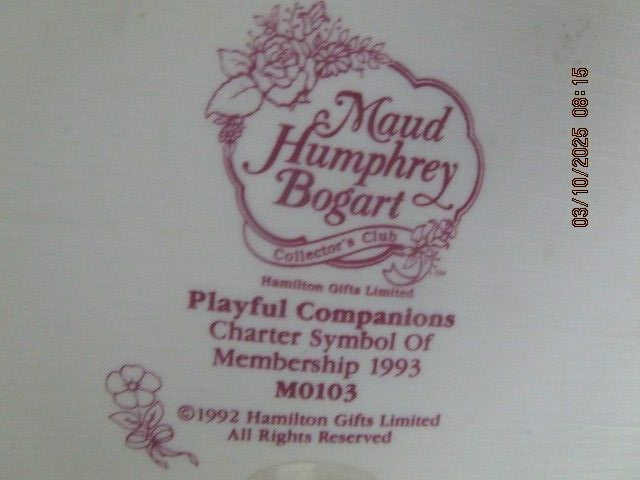 Maud
Humphrey
Bogart
Collector's Club
SM
Hamilton Gifts Limited
Playful Companions
Charter Symbol Of
Membership 1993
M0103
©1992 Hamilton Gifts Limited
All Rights Reserved
03/10/2025 08:15